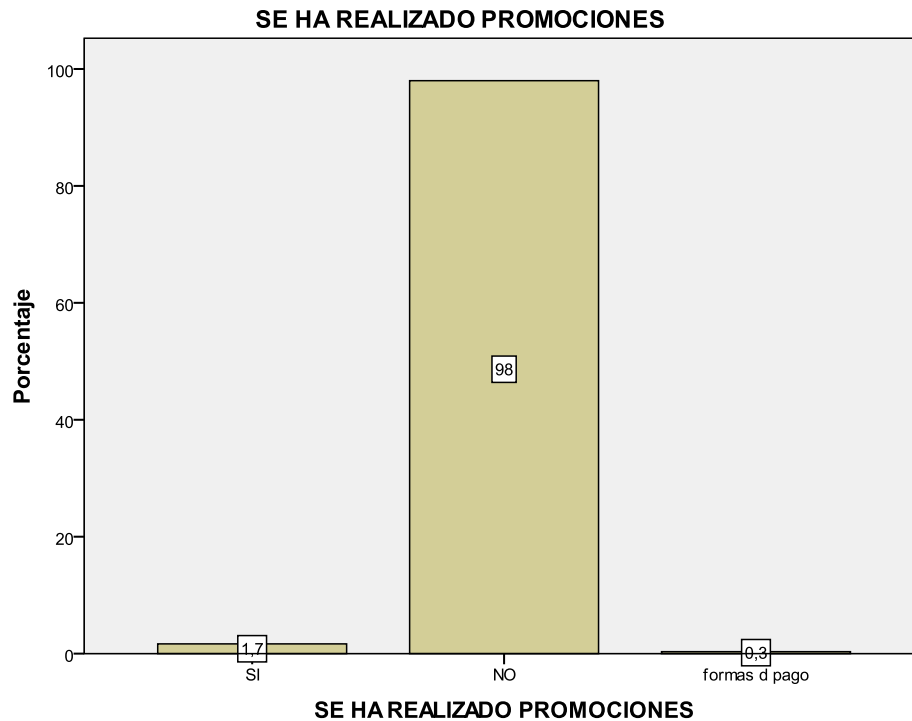 SE HA REALIZADO PROMOCIONES
Porcentaje
100
80
60
40
20
0
1,7
98
0,3
SI
NO
formas d pago
SE HA REALIZADO PROMOCIONES